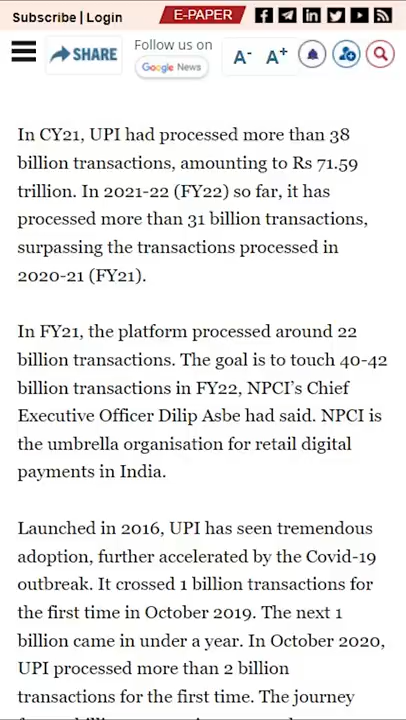 Subscribe | Login
E-PAPER
SHARE
Follow us on
Google News
A- A+
In CY21, UPI had processed more than 38
billion transactions, amounting to Rs 71.59
trillion. In 2021-22 (FY22) so far, it has
processed more than 31 billion transactions,
surpassing the transactions processed in
2020-21 (FY21).
In FY21, the platform processed around 22
billion transactions. The goal is to touch 40-42
billion transactions in FY22, NPCI's Chief
Executive Officer Dilip Asbe had said. NPCI is
the umbrella organisation for retail digital
payments in India.
Launched in 2016, UPI has seen tremendous
adoption, further accelerated by the Covid-19
outbreak. It crossed 1 billion transactions for
the first time in October 2019. The next 1
billion came in under a year. In October 2020,
UPI processed more than 2 billion
transactions for the first time. The journey